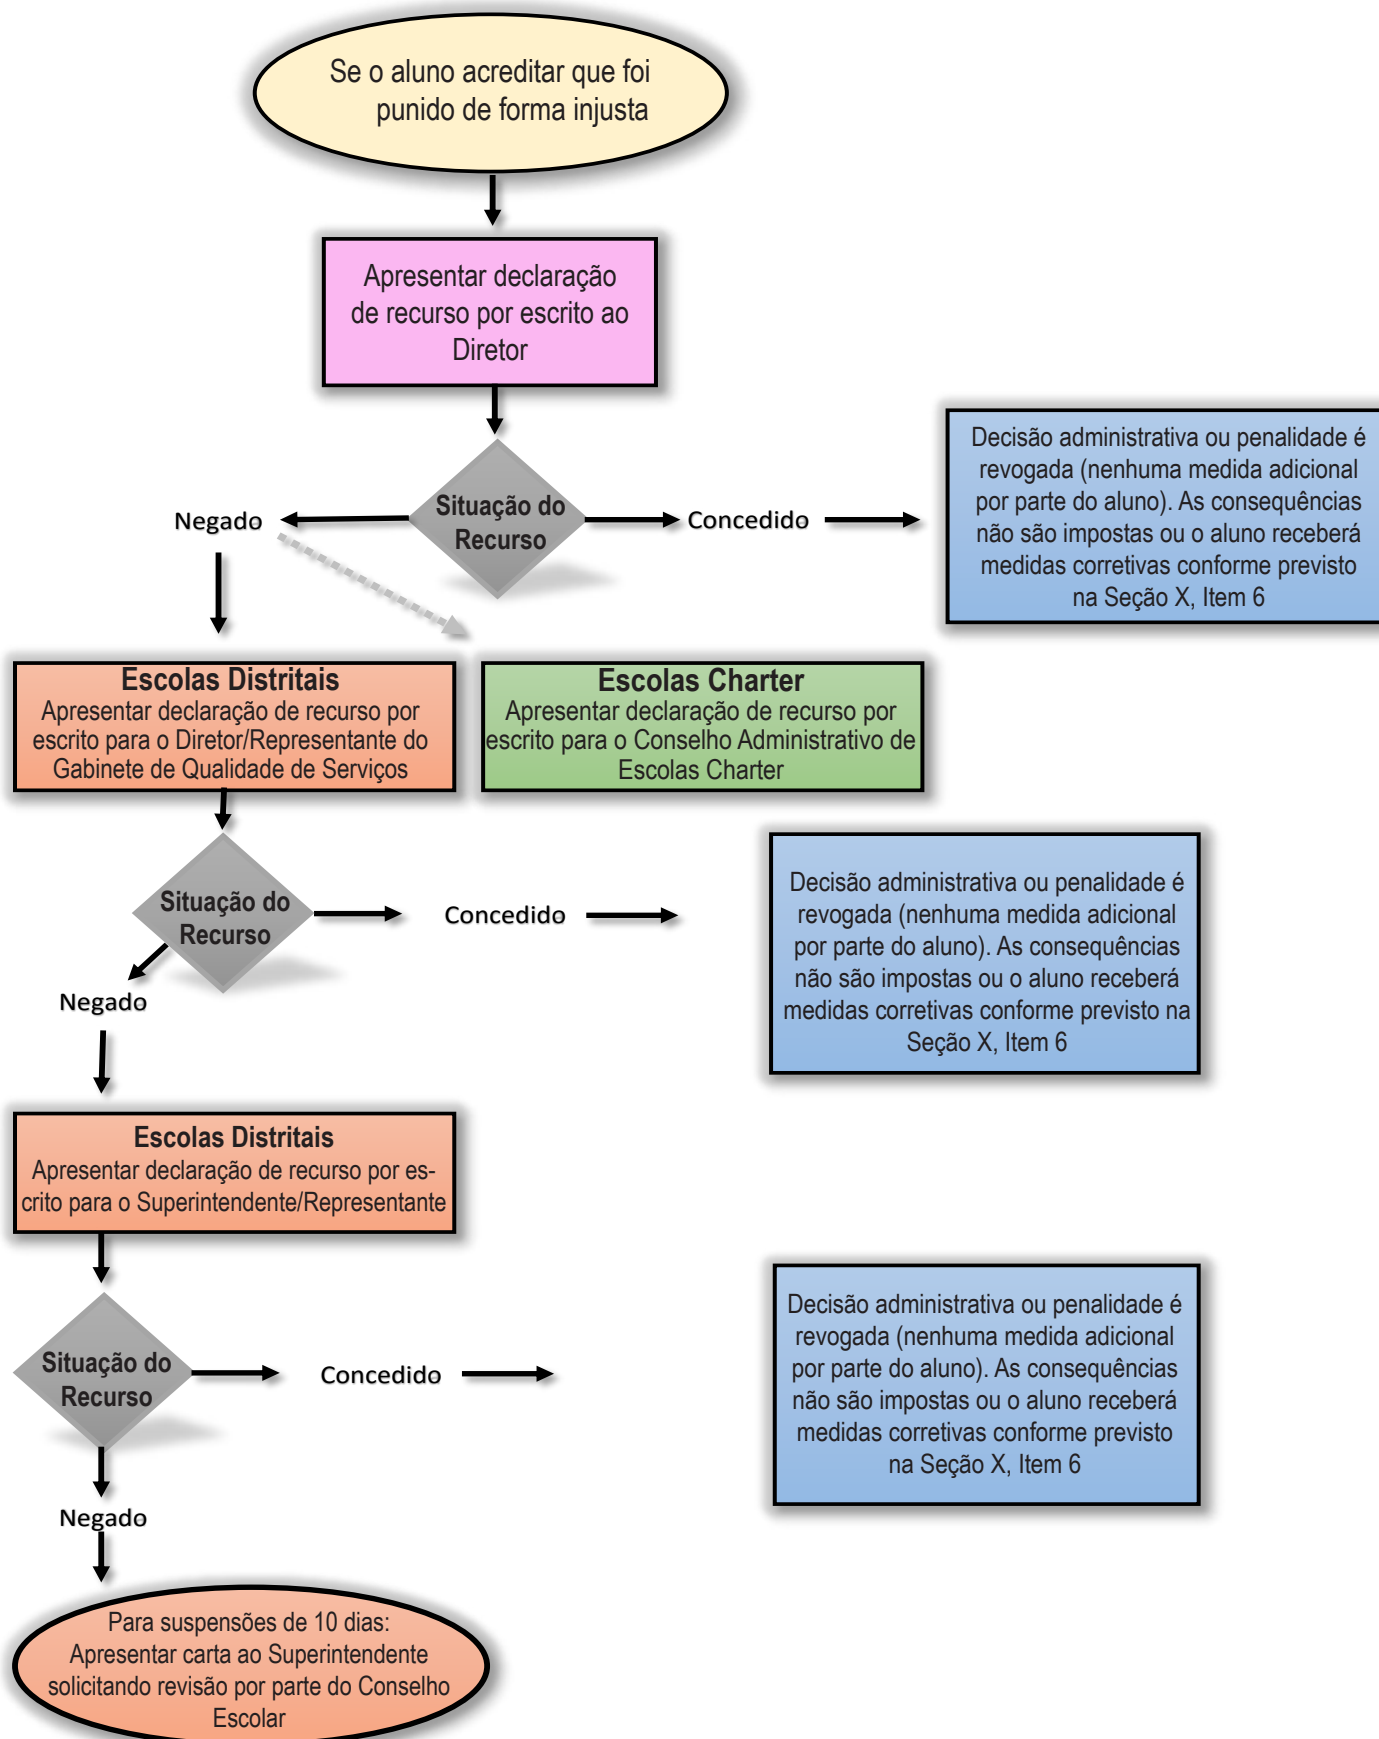 Se o aluno acreditar que foi
punido de forma injusta
Apresentar declaração
de recurso por escrito ao
Diretor
Situação do
Recurso
Negado
Concedido
Decisão administrativa ou penalidade é
revogada (nenhuma medida adicional
por parte do aluno). As consequências
não são impostas ou o aluno receberá
medidas corretivas conforme previsto
na Seção X, Item 6
Escolas Distritais
Apresentar declaração de recurso por
escrito para o Diretor/Representante do
Gabinete de Qualidade de Serviços
Escolas Charter
Apresentar declaração de recurso por
escrito para o Conselho Administrativo de
Escolas Charter
Situação do
Recurso
Concedido
Decisão administrativa ou penalidade é
revogada (nenhuma medida adicional
por parte do aluno). As consequências
não são impostas ou o aluno receberá
medidas corretivas conforme previsto na
Seção X, Item 6
Negado
Escolas Distritais
Apresentar declaração de recurso por es-
crito para o Superintendente/Representante
Situação do
Recurso
Concedido
Decisão administrativa ou penalidade é
revogada (nenhuma medida adicional
por parte do aluno). As consequências
não são impostas ou o aluno receberá
medidas corretivas conforme previsto
na Seção X, Item 6
Negado
Para suspensões de 10 dias:
Apresentar carta ao Superintendente
solicitando revisão por parte do Conselho
Escolar